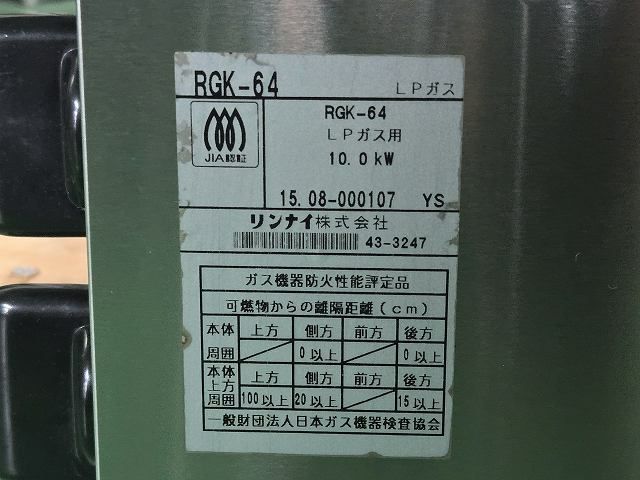 RGK-64 LPガス
RGK-64
LPガス用
10.0kW
JIA認証
15.08-000107 YS
リンナイ株式会社
43-3247
ガス機器防火性能評定品
可燃物からの離隔距離(cm)
本体周囲 上方 側方 前方 後方
0以上 0以上
本体上方周囲 上方 側方 前方 後方
100以上 20以上 15以上
一般財団法人日本ガス機器検査協会